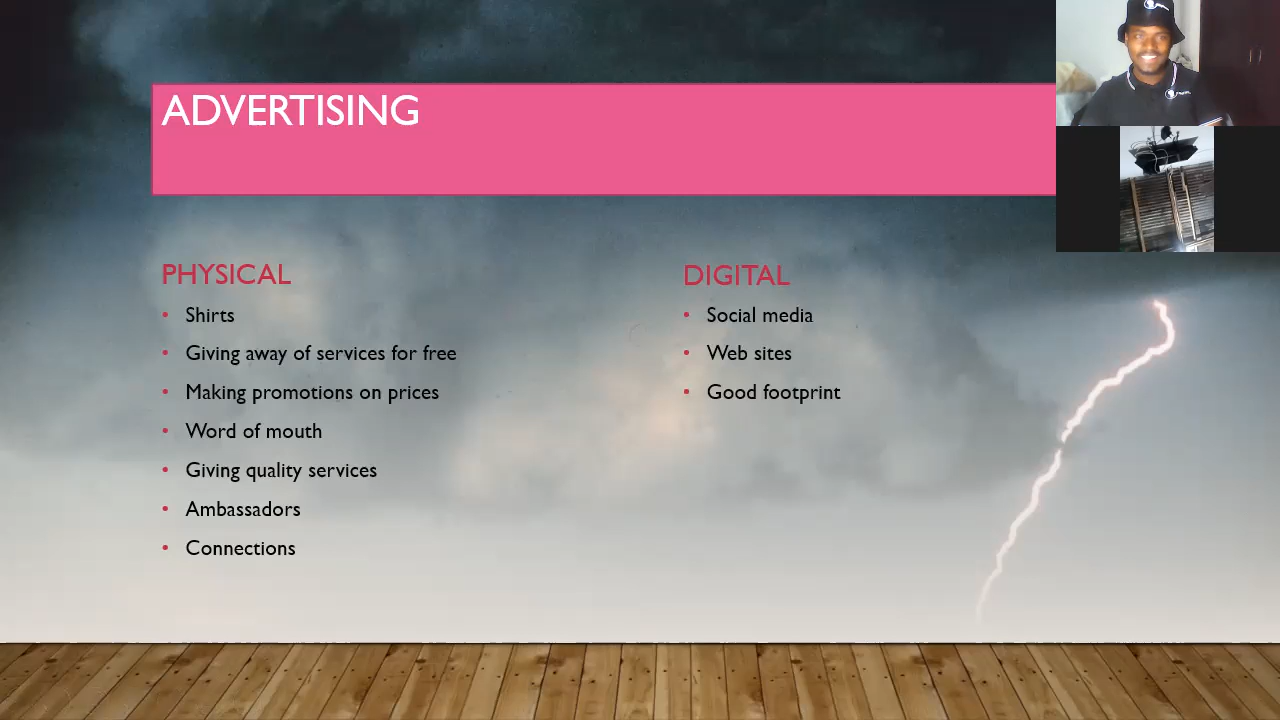 ADVERTISING
PHYSICAL
Shirts
Giving away of services for free
Making promotions on prices
Word of mouth
Giving quality services
Ambassadors
Connections
DIGITAL
Social media
Web sites
Good footprint